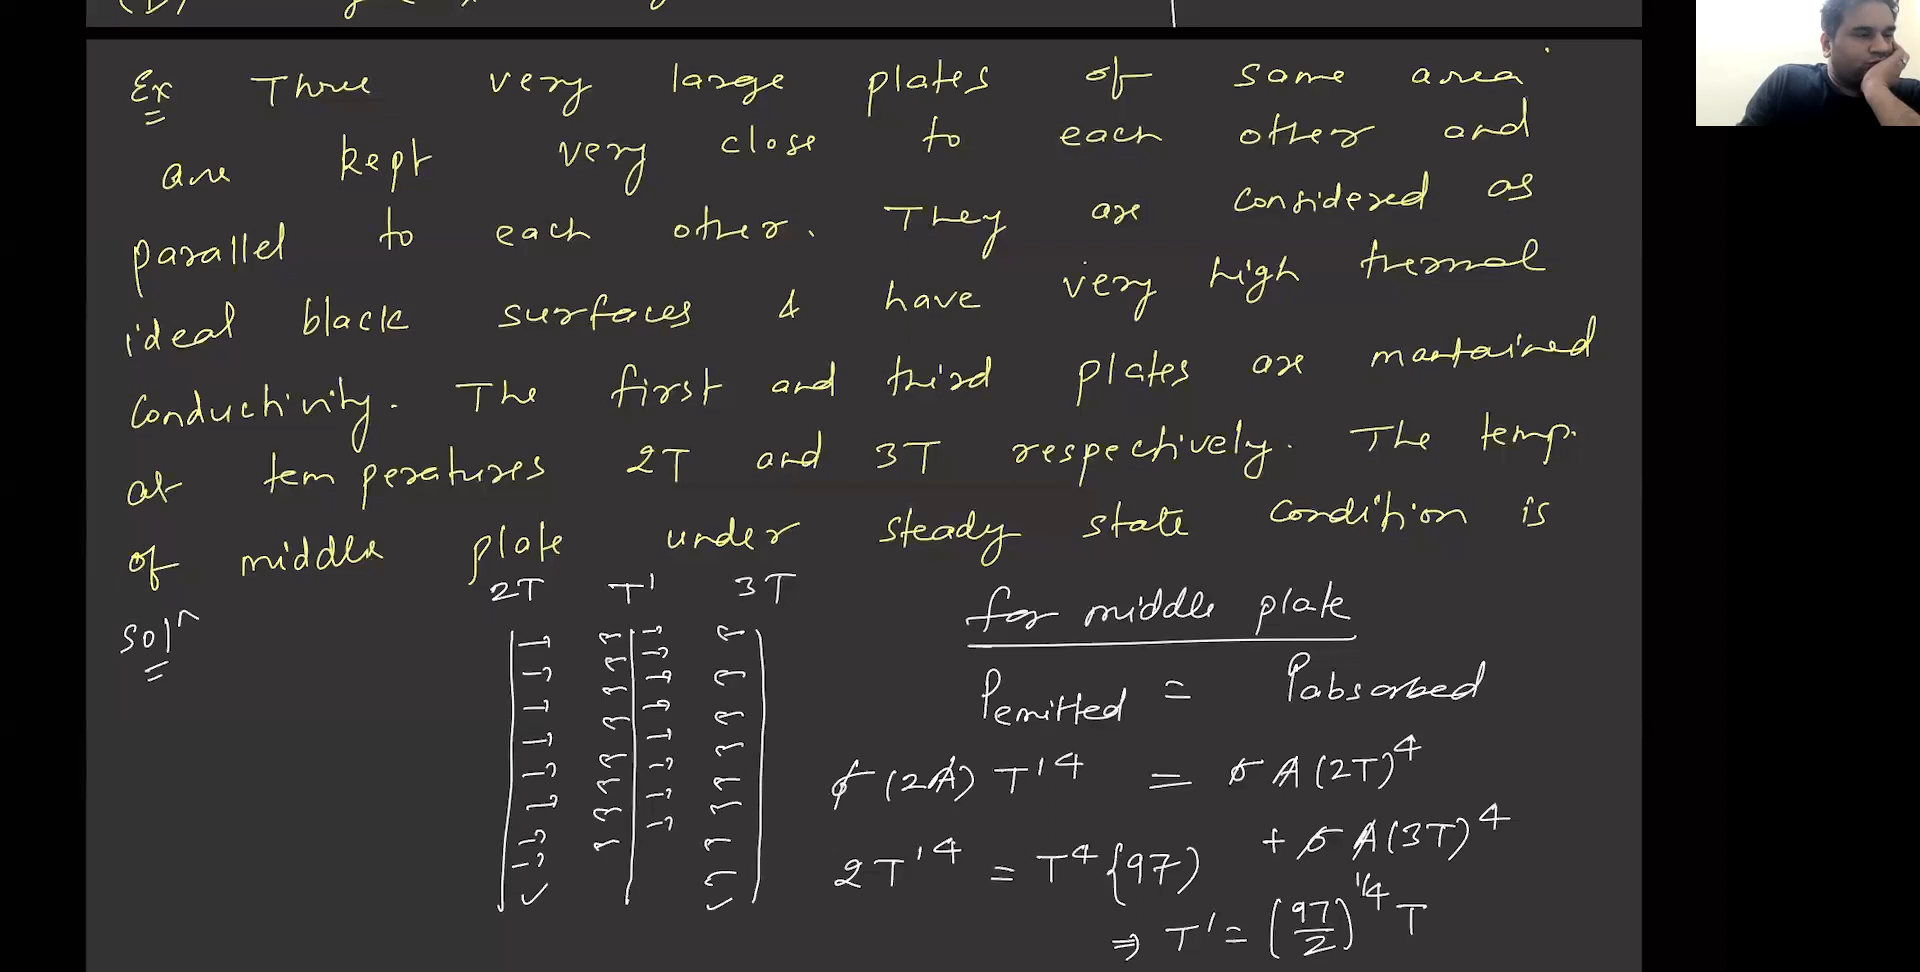 Ex Three very large plates of same area
are kept very close to each other and
parallel to each other. They are considered as
ideal black surfaces & have very high thermal
conductivity. The first and third plates are mantained
at temperatures 2T and 3T respectively. The temp.
of middle plate under steady state condition is
Solⁿ
2T T' 3T
for middle plate
Pemitted = Pabsorbed
σ(2A) T'⁴ = σA(2T)⁴
+ σA(3T)⁴
2T'⁴ = T⁴{97}
⇒ T' = (97/2)^1/4 T